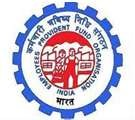 कर्मचारी भविष्य निधि संगठन
EMPLOYEES' PROVIDENT FUND ORGANISATION
INDIA
भारत